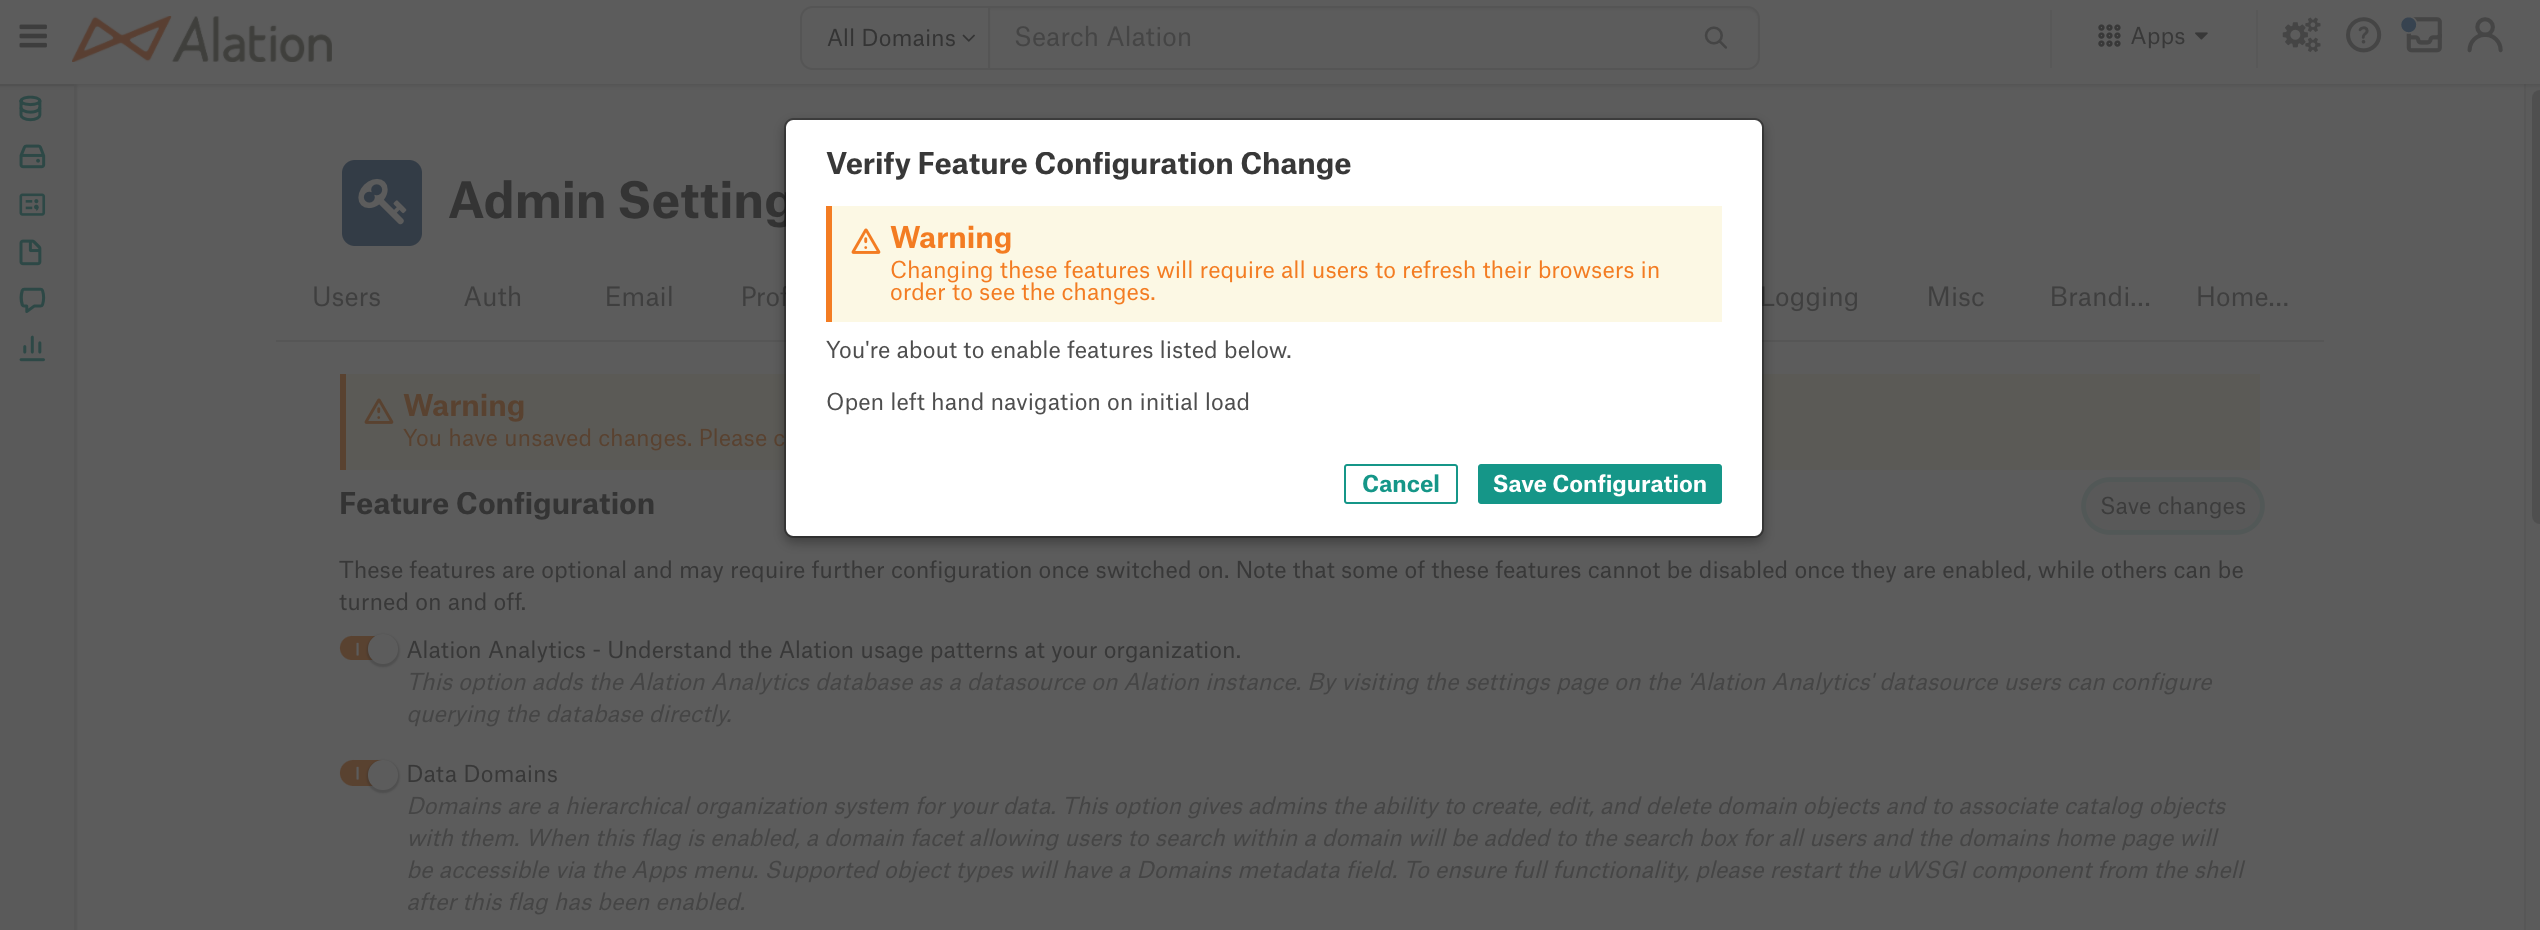 Alation
All Domains
Search Alation
Apps
Admin Setting
Users
Auth
Email
Prof
Logging
Misc
Brandi...
Home...
Warning
You have unsaved changes. Please c
Feature Configuration
Save changes
These features are optional and may require further configuration once switched on. Note that some of these features cannot be disabled once they are enabled, while others can be
turned on and off.
Alation Analytics - Understand the Alation usage patterns at your organization.
This option adds the Alation Analytics database as a datasource on Alation instance. By visiting the settings page on the 'Alation Analytics' datasource users can configure
querying the database directly.
Data Domains
Domains are a hierarchical organization system for your data. This option gives admins the ability to create, edit, and delete domain objects and to associate catalog objects
with them. When this flag is enabled, a domain facet allowing users to search within a domain will be added to the search box for all users and the domains home page will
be accessible via the Apps menu. Supported object types will have a Domains metadata field. To ensure full functionality, please restart the uWSGI component from the shell
after this flag has been enabled.
Verify Feature Configuration Change
Warning
Changing these features will require all users to refresh their browsers in
order to see the changes.
You're about to enable features listed below.
Open left hand navigation on initial load
Cancel
Save Configuration